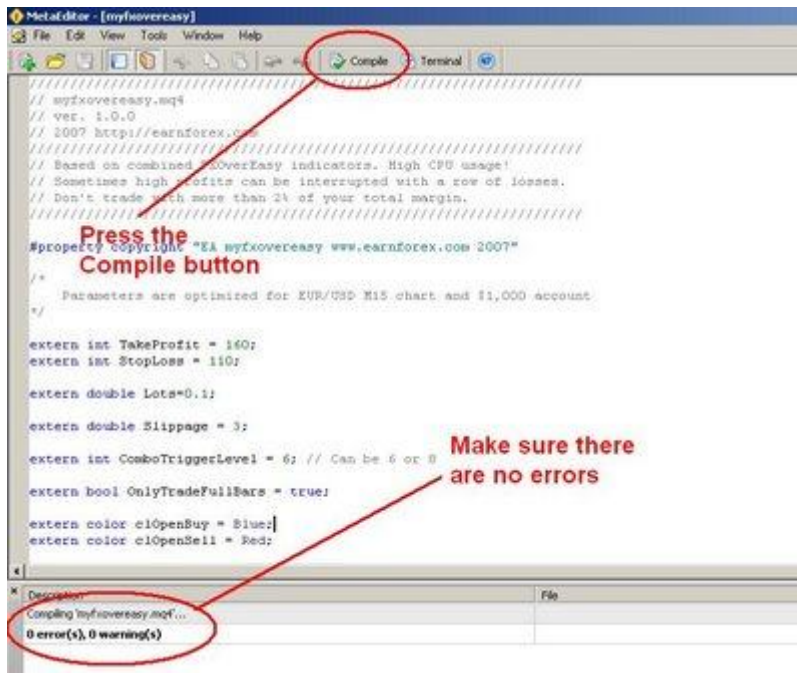 MetaEditor - [myfxovereasy]
File Edit View Tools Window Help
Compile Terminal
//////////////////////////////////////////////////////////////////////
// myfxovereasy.mq4
// ver. 1.0.0
// 2007 http://earnforex.com
//////////////////////////////////////////////////////////////////////
// Based on combined FXOverEasy indicators. High CPU usage!
// Sometimes high profits can be interrupted with a row of losses.
// Don't trade with more than 2% of your total margin.
//////////////////////////////////////////////////////////////////////
Press the
#property copyright "EA myfxovereasy www.earnforex.com 2007"
Compile button
/*
Parameters are optimized for EUR/USD M15 chart and $1,000 account
*/
extern int TakeProfit = 160;
extern int StopLoss = 110;
extern double Lots=0.1;
extern double Slippage = 3;
Make sure there
extern int ComboTriggerLevel = 6; // Can be 6 or 8
are no errors
extern bool OnlyTradeFullBars = true;
extern color clOpenBuy = Blue;
extern color clOpenSell = Red;
Description File
Compiling 'myfxovereasy.mq4'...
0 error(s), 0 warning(s)